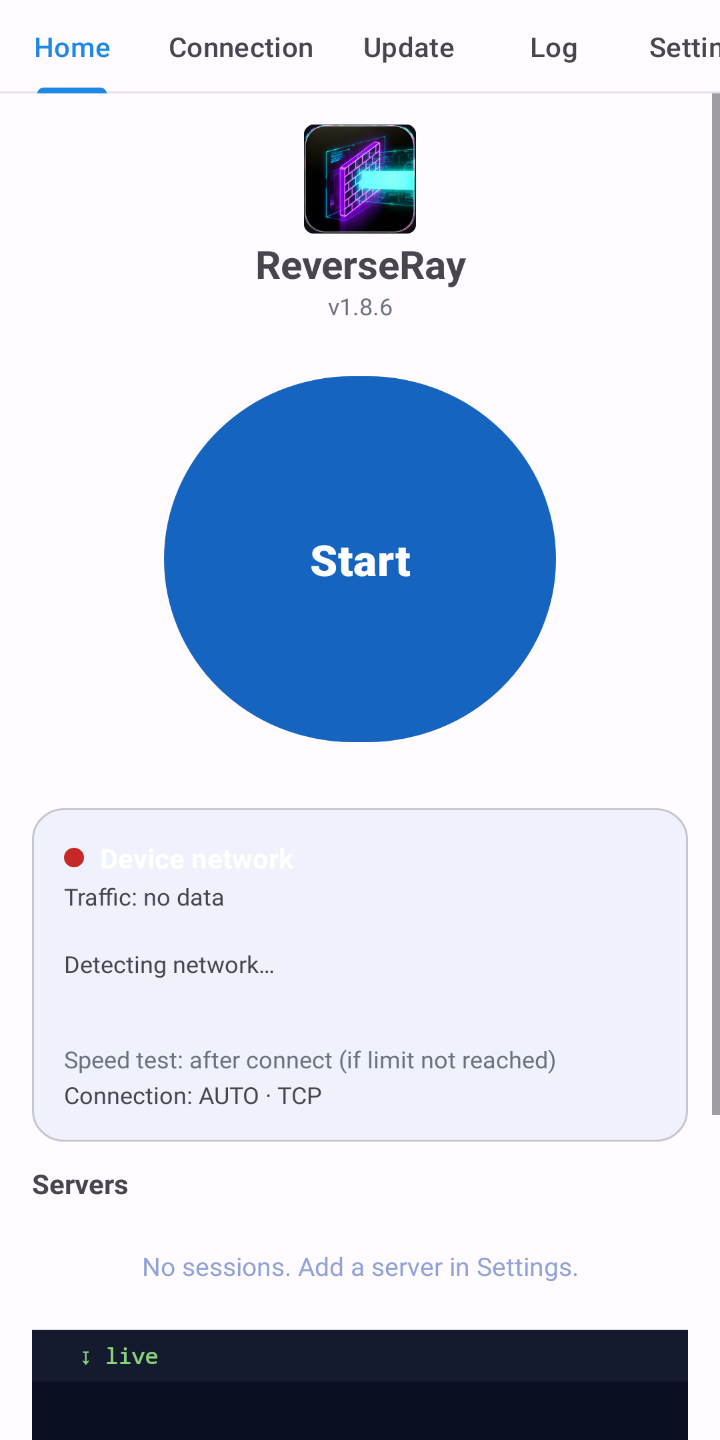 Home Connection Update Log Settin
ReverseRay
v1.8.6
Start
Device network
Traffic: no data
Detecting network…
Speed test: after connect (if limit not reached)
Connection: AUTO · TCP
Servers
No sessions. Add a server in Settings.
↧ live